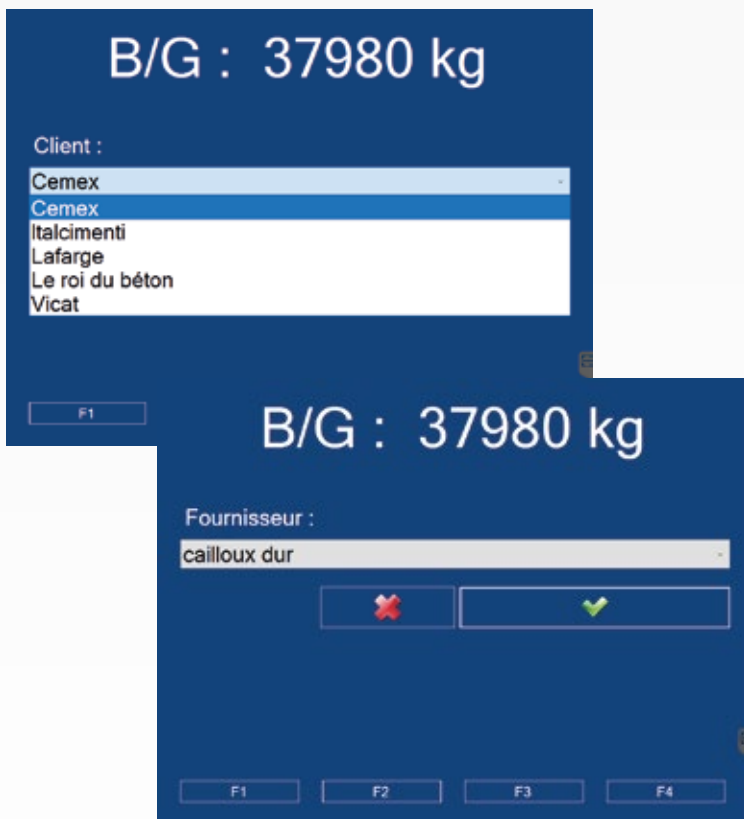 B/G : 37980 kg
Client :
Cemex
Cemex
Italcimenti
Lafarge
Le roi du béton
Vicat
F1
B/G : 37980 kg
Fournisseur :
cailloux dur
F1 F2 F3 F4